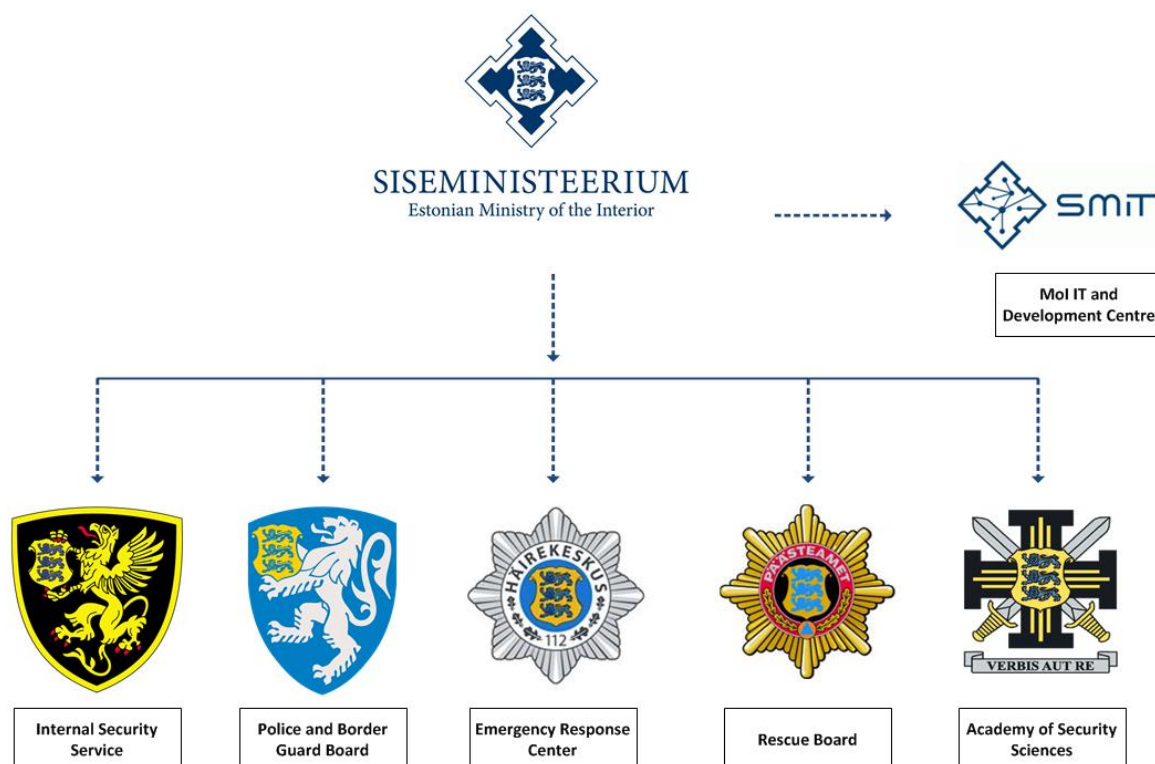 SISEMINISTEERIUM
Estonian Ministry of the Interior
SMIT
MoI IT and
Development Centre
HÄIREKESKUS
112
PÄÄSTEAMET
VERBIS AUT RE
Internal Security
Service
Police and Border
Guard Board
Emergency Response
Center
Rescue Board
Academy of Security
Sciences